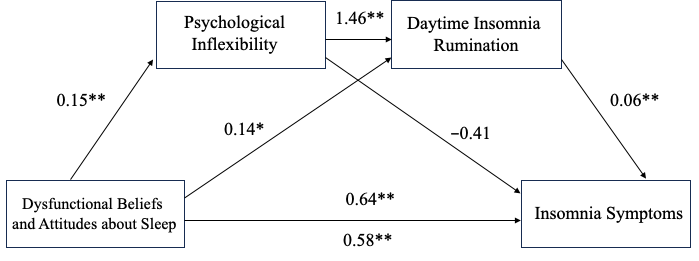 Psychological
Inflexibility
1.46**
Daytime Insomnia
Rumination
0.15**
0.14*
−0.41
0.06**
Dysfunctional Beliefs
and Attitudes about Sleep
0.64**
0.58**
Insomnia Symptoms